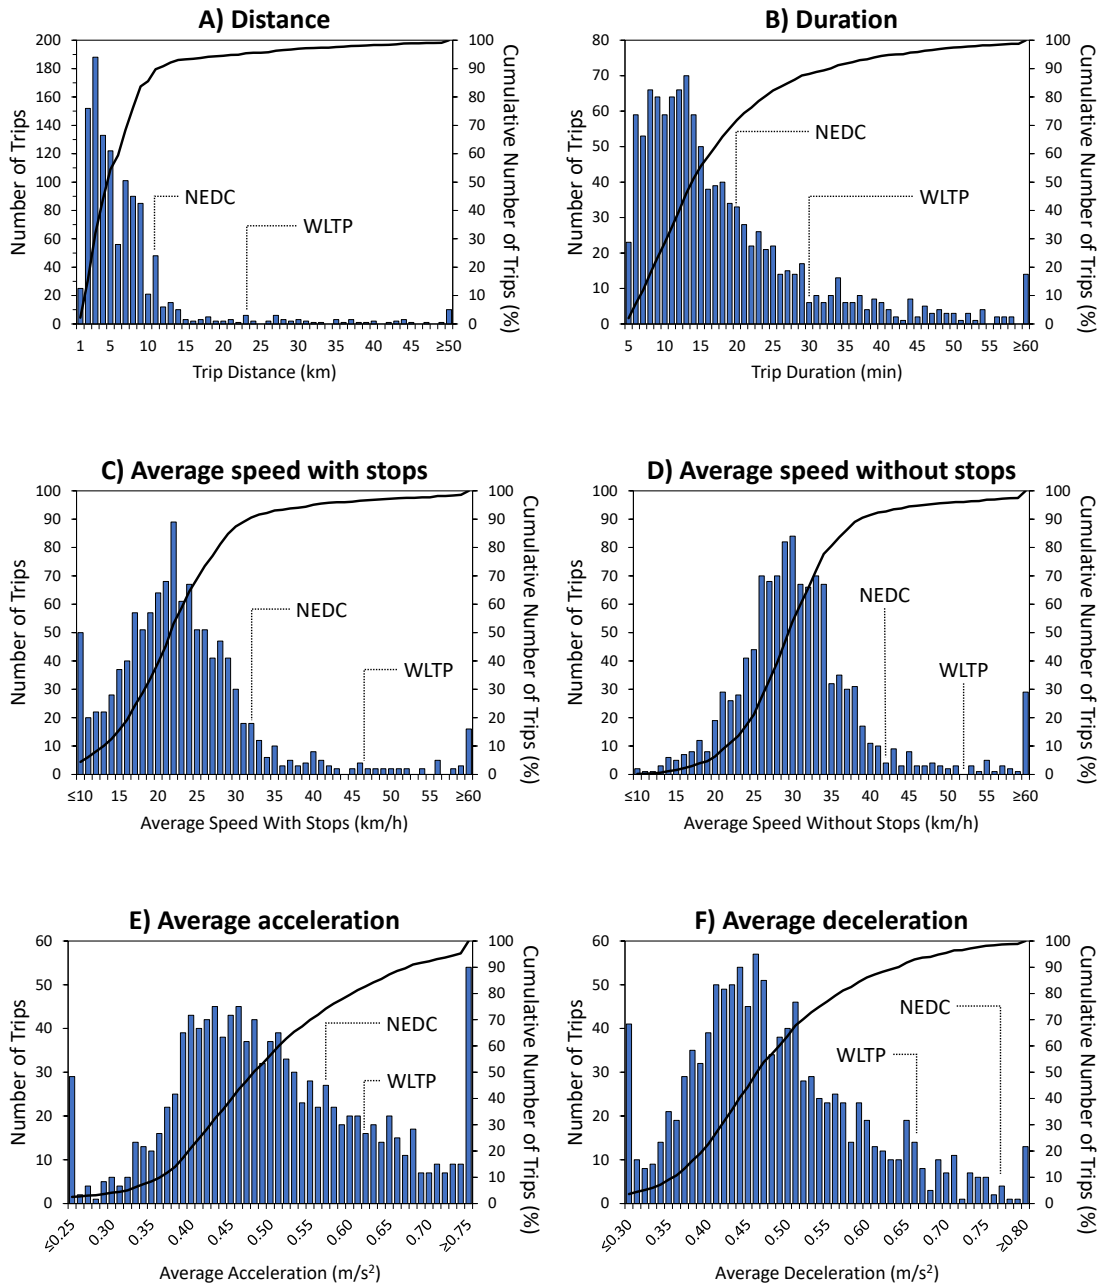 A) Distance
Number of Trips
200
180
160
140
120
100
80
60
40
20
0
100
90
80
70
60
50
40
30
20
10
0
Cumulative Number of Trips (%)
NEDC
WLTP
1 5 10 15 20 25 30 35 40 45 ≥50
Trip Distance (km)
B) Duration
Number of Trips
80
70
60
50
40
30
20
10
0
100
90
80
70
60
50
40
30
20
10
0
Cumulative Number of Trips (%)
NEDC
WLTP
5 10 15 20 25 30 35 40 45 50 55 ≥60
Trip Duration (min)
C) Average speed with stops
Number of Trips
100
90
80
70
60
50
40
30
20
10
0
100
90
80
70
60
50
40
30
20
10
0
Cumulative Number of Trips (%)
NEDC
WLTP
≤10 15 20 25 30 35 40 45 50 55 ≥60
Average Speed With Stops (km/h)
D) Average speed without stops
Number of Trips
100
90
80
70
60
50
40
30
20
10
0
100
90
80
70
60
50
40
30
20
10
0
Cumulative Number of Trips (%)
NEDC
WLTP
≤10 15 20 25 30 35 40 45 50 55 ≥60
Average Speed Without Stops (km/h)
E) Average acceleration
Number of Trips
60
50
40
30
20
10
0
100
90
80
70
60
50
40
30
20
10
0
Cumulative Number of Trips (%)
NEDC
WLTP
≤0.25 0.30 0.35 0.40 0.45 0.50 0.55 0.60 0.65 0.70 ≥0.75
Average Acceleration (m/s²)
F) Average deceleration
Number of Trips
60
50
40
30
20
10
0
100
90
80
70
60
50
40
30
20
10
0
Cumulative Number of Trips (%)
NEDC
WLTP
≤0.30 0.35 0.40 0.45 0.50 0.55 0.60 0.65 0.70 0.75 ≥0.80
Average Deceleration (m/s²)